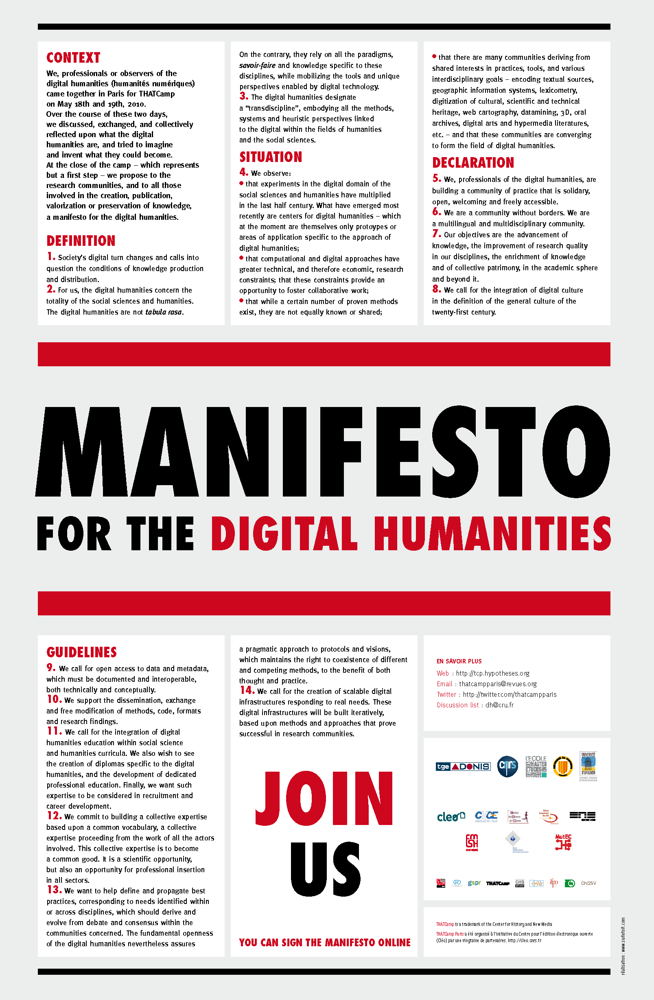 CONTEXT
We, professionals or observers of the
digital humanities (humanités numériques)
came together in Paris for THATCamp
on May 18th and 19th, 2010.
Over the course of these two days,
we discussed, exchanged, and collectively
reflected upon what the digital
humanities are, and tried to imagine
and invent what they could become.
At the close of the camp – which represents
but a first step – we propose to the
research communities, and to all those
involved in the creation, publication,
valorization or preservation of knowledge,
a manifesto for the digital humanities.
DEFINITION
1. Society's digital turn changes and calls into
question the conditions of knowledge production
and distribution.
2. For us, the digital humanities concern the
totality of the social sciences and humanities.
The digital humanities are not tabula rasa.
On the contrary, they rely on all the paradigms,
savoir-faire and knowledge specific to these
disciplines, while mobilizing the tools and unique
perspectives enabled by digital technology.
3. The digital humanities designate
a “transdiscipline”, embodying all the methods,
systems and heuristic perspectives linked
to the digital within the fields of humanities
and the social sciences.
SITUATION
4. We observe:
• that experiments in the digital domain of the
social sciences and humanities have multiplied
in the last half century. What have emerged most
recently are centers for digital humanities – which
at the moment are themselves only protoypes or
areas of application specific to the approach of
digital humanities;
• that computational and digital approaches have
greater technical, and therefore economic, research
constraints; that these constraints provide an
opportunity to foster collaborative work;
• that while a certain number of proven methods
exist, they are not equally known or shared;
• that there are many communities deriving from
shared interests in practices, tools, and various
interdisciplinary goals – encoding textual sources,
geographic information systems, lexicometry,
digitization of cultural, scientific and technical
heritage, web cartography, datamining, 3D, oral
archives, digital arts and hypermedia literatures,
etc. – and that these communities are converging
to form the field of digital humanities.
DECLARATION
5. We, professionals of the digital humanities, are
building a community of practice that is solidary,
open, welcoming and freely accessible.
6. We are a community without borders. We are
a multilingual and multidisciplinary community.
7. Our objectives are the advancement of
knowledge, the improvement of research quality
in our disciplines, the enrichment of knowledge
and of collective patrimony, in the academic sphere
and beyond it.
8. We call for the integration of digital culture
in the definition of the general culture of the
twenty-first century.
MANIFESTO
FOR THE DIGITAL HUMANITIES
GUIDELINES
9. We call for open access to data and metadata,
which must be documented and interoperable,
both technically and conceptually.
10. We support the dissemination, exchange
and free modification of methods, code, formats
and research findings.
11. We call for the integration of digital
humanities education within social science
and humanities curricula. We also wish to see
the creation of diplomas specific to the digital
humanities, and the development of dedicated
professional education. Finally, we want such
expertise to be considered in recruitment and
career development.
12. We commit to building a collective expertise
based upon a common vocabulary, a collective
expertise proceeding from the work of all the actors
involved. This collective expertise is to become
a common good. It is a scientific opportunity,
but also an opportunity for professional insertion
in all sectors.
13. We want to help define and propagate best
practices, corresponding to needs identified within
or across disciplines, which should derive and
evolve from debate and consensus within the
communities concerned. The fundamental openness
of the digital humanities nevertheless assures
a pragmatic approach to protocols and visions,
which maintains the right to coexistence of different
and competing methods, to the benefit of both
thought and practice.
14. We call for the creation of scalable digital
infrastructures responding to real needs. These
digital infrastructures will be built iteratively,
based upon methods and approaches that prove
successful in research communities.
JOIN
US
YOU CAN SIGN THE MANIFESTO ONLINE
EN SAVOIR PLUS
Web : http://tcp.hypotheses.org
Email : thatcampparis@revues.org
Twitter : http://twitter.com/thatcampparis
Discussion list : dh@cru.fr
tge ADONIS
cnrs
L'ECOLE
DES HAUTES
ETUDES EN
SCIENCES
SOCIALES
UNIVERSITÉ
D'AVIGNON
cleo
CVCE
Institut
des Sciences
de l'Homme
Maison
Européenne
des SHS
ENS
FMSH
EDITIONS
MutEC
IN VISU
gspr
THATCAMP
CHS
irht
ifpo
CN2SV
THATCamp is a trademark of the Center for History and New Media
THATCamp Paris a été organisé à l'initiative du Centre pour l'édition électronique ouverte
(Cléo) par une vingtaine de partenaires. http://cleo.cnrs.fr
réalisation : www.surletoit.com